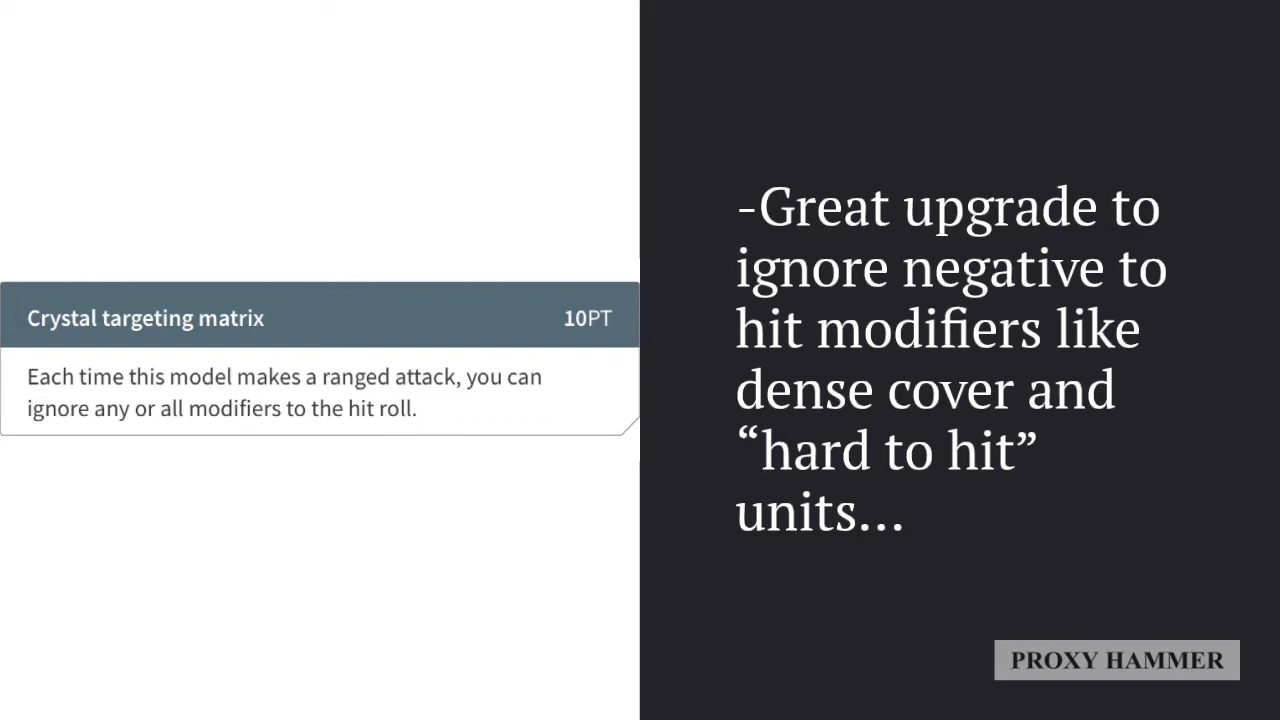 Crystal targeting matrix 10PT
Each time this model makes a ranged attack, you can
ignore any or all modifiers to the hit roll.
-Great upgrade to
ignore negative to
hit modifiers like
dense cover and
“hard to hit”
units...
PROXY HAMMER